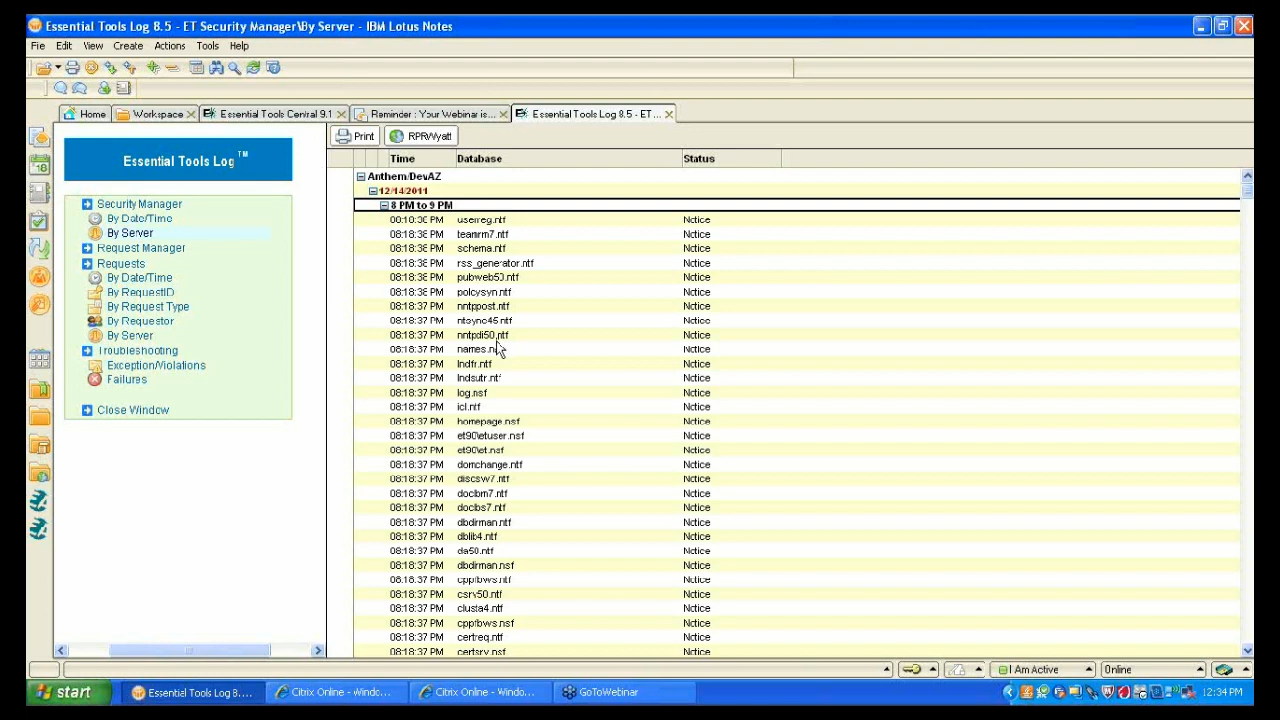 Essential Tools Log 8.5 - ET Security Manager\By Server - IBM Lotus Notes
File Edit View Create Actions Tools Help
Home Workspace Essential Tools Central 9.1 Reminder : Your Webinar is... Essential Tools Log 8.5 - ET ...
Print RPRWyatt
Essential Tools Log ™
Time Database Status
Anthem/DevAZ
12/14/2011
8 PM to 9 PM
Security Manager
By Date/Time
By Server
Request Manager
Requests
By Date/Time
By RequestID
By Request Type
By Requestor
By Server
Troubleshooting
Exception/Violations
Failures
Close Window
userreg.ntf Notice
08:18:38 PM teamrm7.ntf Notice
08:18:38 PM schema.ntf Notice
08:18:38 PM rss_generator.ntf Notice
08:18:38 PM pubweb50.ntf Notice
08:18:38 PM policysyn.ntf Notice
08:18:37 PM nntppost.ntf Notice
08:18:37 PM ntsync45.ntf Notice
08:18:37 PM nntpdi50.ntf Notice
08:18:37 PM Notice
08:18:37 PM lndfr.ntf Notice
08:18:37 PM lndsutr.ntf Notice
08:18:37 PM log.nsf Notice
08:18:37 PM icl.ntf Notice
08:18:37 PM homepage.nsf Notice
08:18:37 PM et90\etuser.nsf Notice
08:18:37 PM et90\et.nsf Notice
08:18:37 PM domchange.ntf Notice
08:18:37 PM discsw7.ntf Notice
08:18:37 PM doclbm7.ntf Notice
08:18:37 PM doclbs7.ntf Notice
08:18:37 PM dbdirman.ntf Notice
08:18:37 PM dblib4.ntf Notice
08:18:37 PM da50.ntf Notice
08:18:37 PM dbdirman.nsf Notice
08:18:37 PM cppfbws.ntf Notice
08:18:37 PM csrv50.ntf Notice
08:18:37 PM clusta4.ntf Notice
08:18:37 PM cppfbws.nsf Notice
08:18:37 PM certreq.ntf Notice
08:18:37 PM certsrv.nsf Notice
I Am Active Online
start Essential Tools Log 8.... Citrix Online - Windo... Citrix Online - Windo... GoToWebinar 12:34 PM